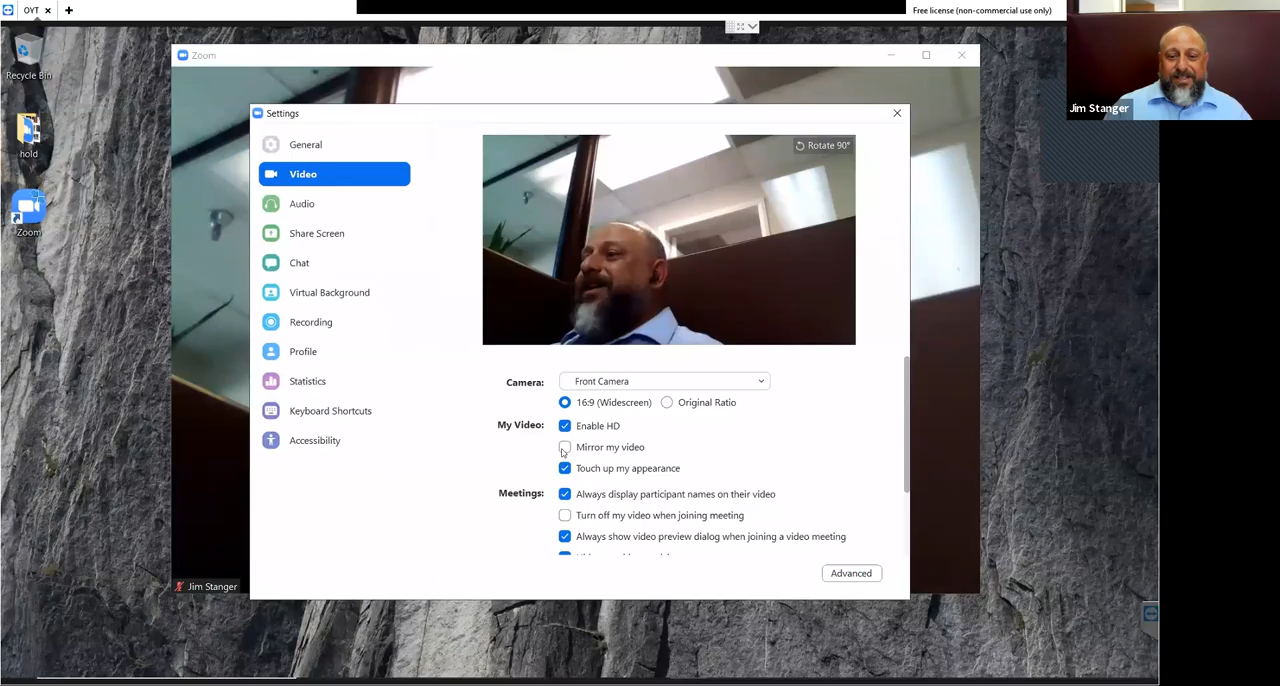 OYT
Free license (non-commercial use only)
Jim Stanger
Recycle Bin
hold
Zoom
Zoom
Settings
General
Video
Audio
Share Screen
Chat
Virtual Background
Recording
Profile
Statistics
Keyboard Shortcuts
Accessibility
Rotate 90°
Camera: Front Camera
16:9 (Widescreen) Original Ratio
My Video: Enable HD
Mirror my video
Touch up my appearance
Meetings: Always display participant names on their video
Turn off my video when joining meeting
Always show video preview dialog when joining a video meeting
Advanced
Jim Stanger